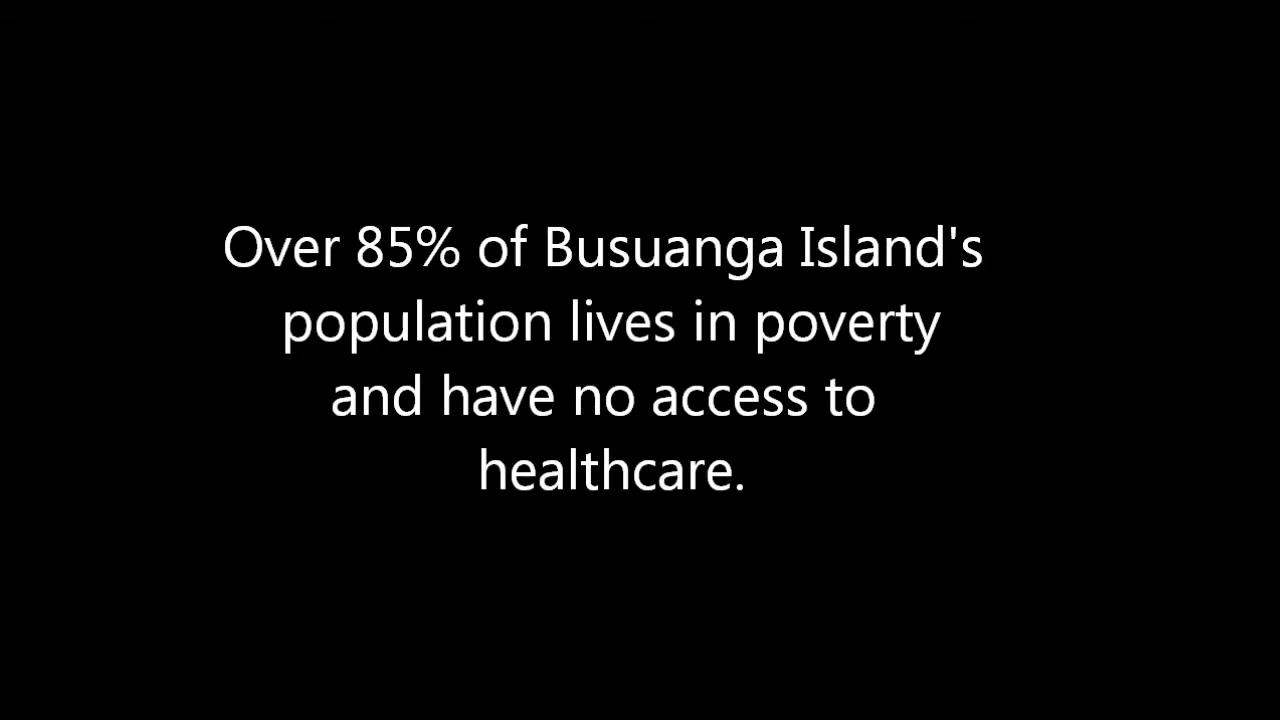 Over 85% of Busuanga Island's
population lives in poverty
and have no access to
healthcare.